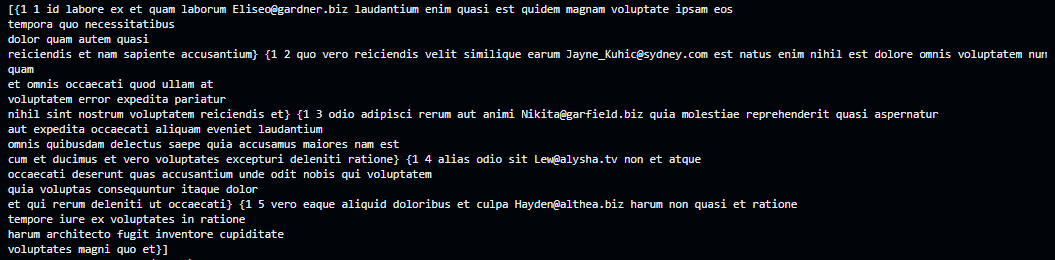 [{1 1 id labore ex et quam laborum Eliseo@gardner.biz laudantium enim quasi est quidem magnam voluptate ipsam eos
tempora quo necessitatibus
dolor quam autem quasi
reiciendis et nam sapiente accusantium} {1 2 quo vero reiciendis velit similique earum Jayne_Kuhic@sydney.com est natus enim nihil est dolore omnis voluptatem num
quam
et omnis occaecati quod ullam at
voluptatem error expedita pariatur
nihil sint nostrum voluptatem reiciendis et} {1 3 odio adipisci rerum aut animi Nikita@garfield.biz quia molestiae reprehenderit quasi aspernatur
aut expedita occaecati aliquam eveniet laudantium
omnis quibusdam delectus saepe quia accusamus maiores nam est
cum et ducimus et vero voluptates excepturi deleniti ratione} {1 4 alias odio sit Lew@alysha.tv non et atque
occaecati deserunt quas accusantium unde odit nobis qui voluptatem
quia voluptas consequuntur itaque dolor
et qui rerum deleniti ut occaecati} {1 5 vero eaque aliquid doloribus et culpa Hayden@althea.biz harum non quasi et ratione
tempore iure ex voluptates in ratione
harum architecto fugit inventore cupiditate
voluptates magni quo et}]